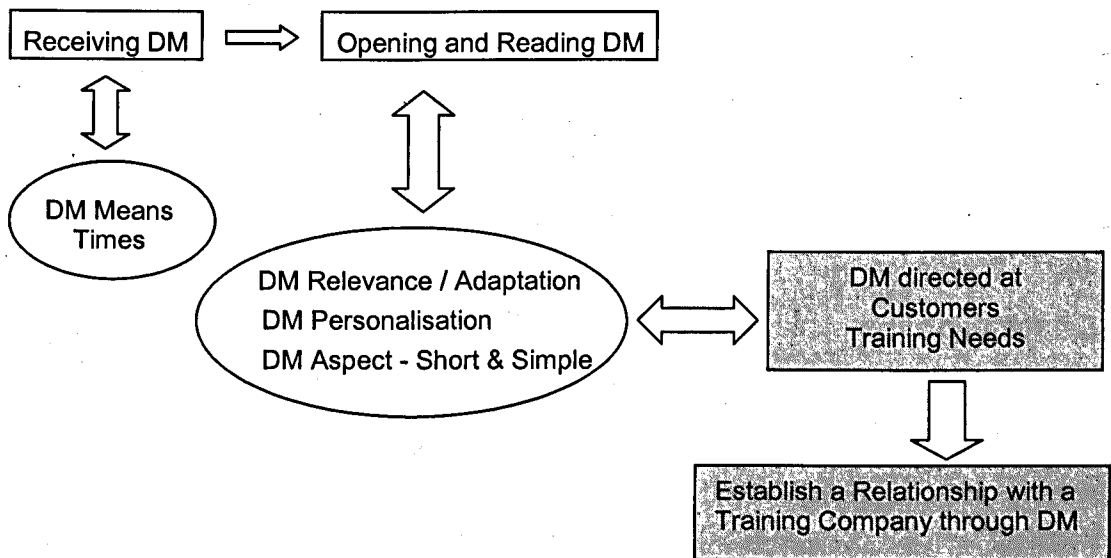 Receiving DM
Opening and Reading DM
DM Means
Times
DM Relevance / Adaptation
DM Personalisation
DM Aspect - Short & Simple
DM directed at
Customers
Training Needs
Establish a Relationship with a
Training Company through DM